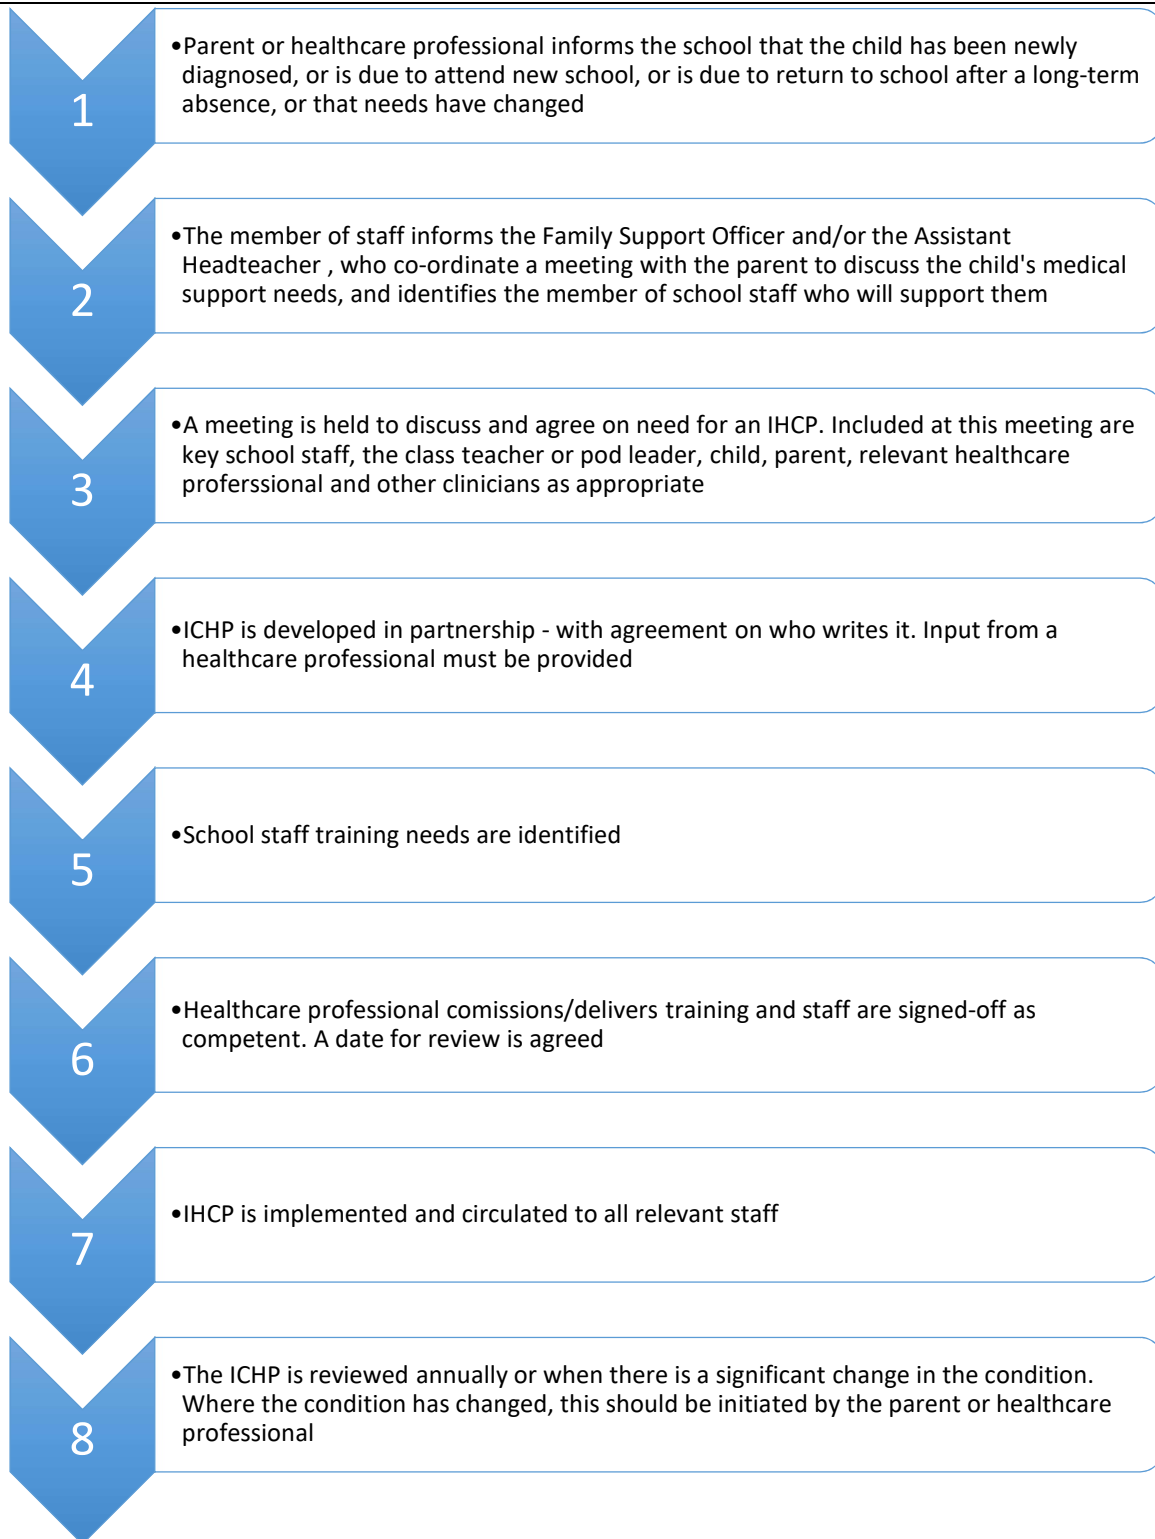 1
•Parent or healthcare professional informs the school that the child has been newly
diagnosed, or is due to attend new school, or is due to return to school after a long-term
absence, or that needs have changed
2
•The member of staff informs the Family Support Officer and/or the Assistant
Headteacher , who co-ordinate a meeting with the parent to discuss the child's medical
support needs, and identifies the member of school staff who will support them
3
•A meeting is held to discuss and agree on need for an IHCP. Included at this meeting are
key school staff, the class teacher or pod leader, child, parent, relevant healthcare
proferssional and other clinicians as appropriate
4
•ICHP is developed in partnership - with agreement on who writes it. Input from a
healthcare professional must be provided
5
•School staff training needs are identified
6
•Healthcare professional comissions/delivers training and staff are signed-off as
competent. A date for review is agreed
7
•IHCP is implemented and circulated to all relevant staff
8
•The ICHP is reviewed annually or when there is a significant change in the condition.
Where the condition has changed, this should be initiated by the parent or healthcare
professional